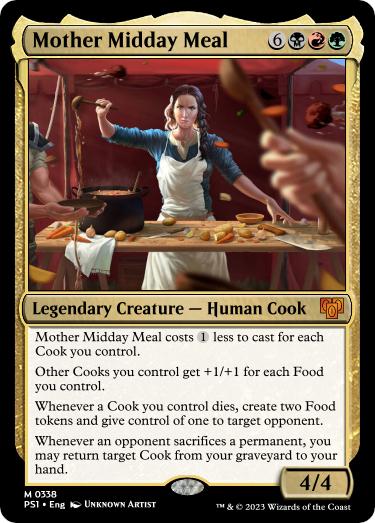 Mother Midday Meal 6
Legendary Creature — Human Cook
Mother Midday Meal costs 1 less to cast for each
Cook you control.
Other Cooks you control get +1/+1 for each Food
you control.
Whenever a Cook you control dies, create two Food
tokens and give control of one to target opponent.
Whenever an opponent sacrifices a permanent, you
may return target Cook from your graveyard to your
hand.
4/4
M 0338
PS1 • Eng Unknown Artist
™ & © 2023 Wizards of the Coast